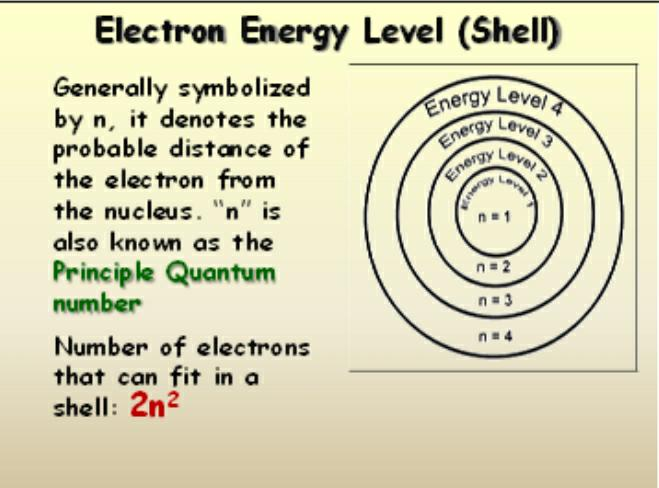 Electron Energy Level (Shell)
Generally symbolized
by n, it denotes the
probable distance of
the electron from
the nucleus. "n" is
also known as the
Principle Quantum
number
Number of electrons
that can fit in a
shell: 2n²
Energy Level 4
Energy Level 3
Energy Level 2
Energy Level 1
n = 1
n = 2
n = 3
n = 4